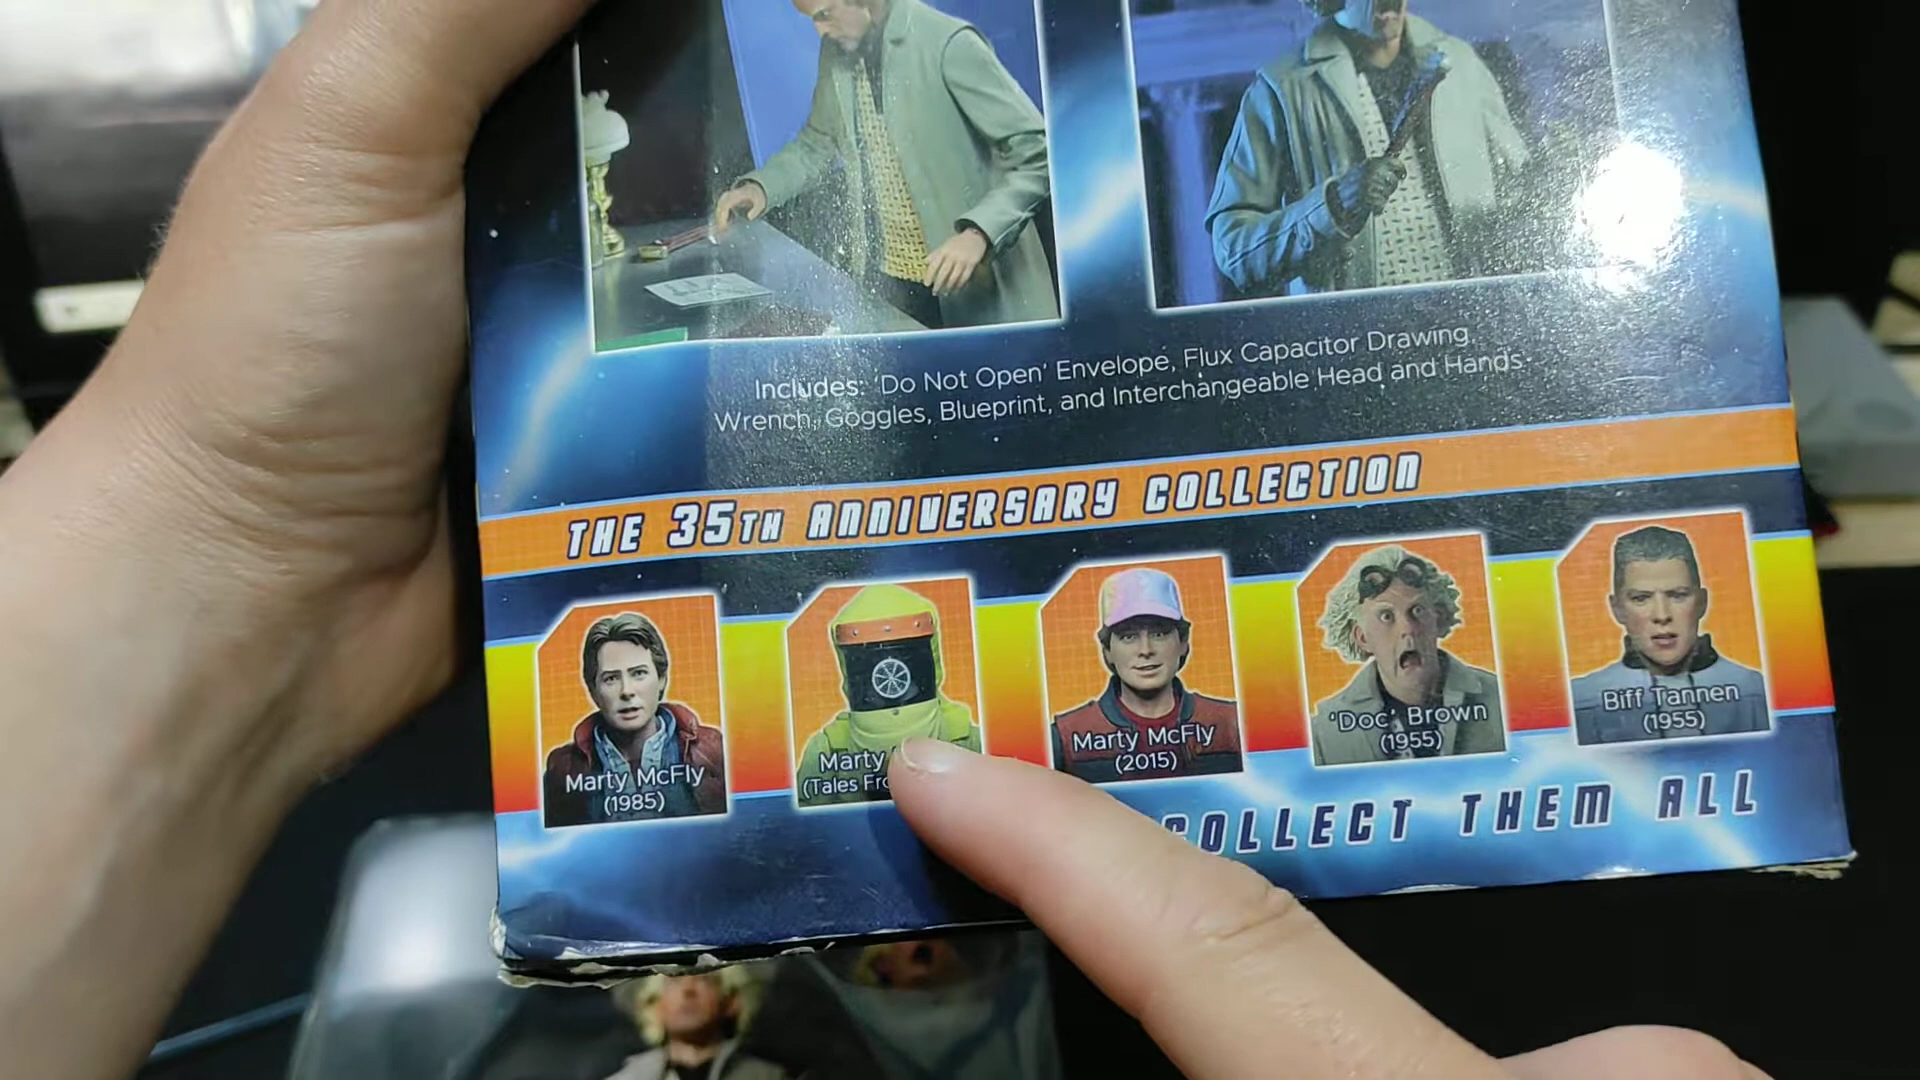 Includes: 'Do Not Open' Envelope, Flux Capacitor Drawing,
Wrench, Goggles, Blueprint, and Interchangeable Head and Hands
THE 35TH ANNIVERSARY COLLECTION
Marty McFly
(1985)
Marty
(Tales
Marty McFly
(2015)
'Doc' Brown
(1955)
Biff Tannen
(1955)
COLLECT THEM ALL